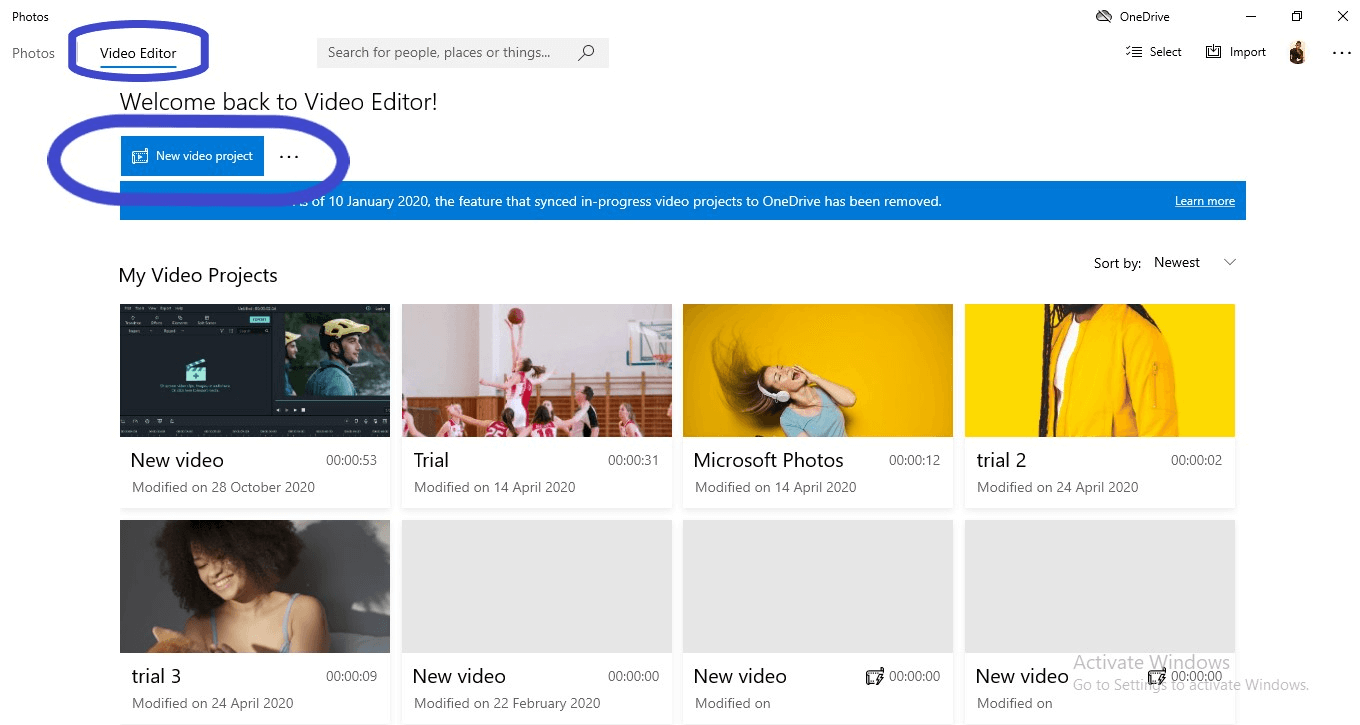 Photos
OneDrive
Photos
Video Editor
Search for people, places or things...
Select
Import
Welcome back to Video Editor!
New video project
of 10 January 2020, the feature that synced in-progress video projects to OneDrive has been removed.
Learn more
My Video Projects
Sort by: Newest
New video 00:00:53
Modified on 28 October 2020
Trial 00:00:31
Modified on 14 April 2020
Microsoft Photos 00:00:12
Modified on 14 April 2020
trial 2 00:00:02
Modified on 24 April 2020
trial 3 00:00:09
Modified on 24 April 2020
New video 00:00:00
Modified on 22 February 2020
New video 00:00:00
Modified on
New video 00:00:00
Modified on
Activate Windows
Go to Settings to activate Windows.